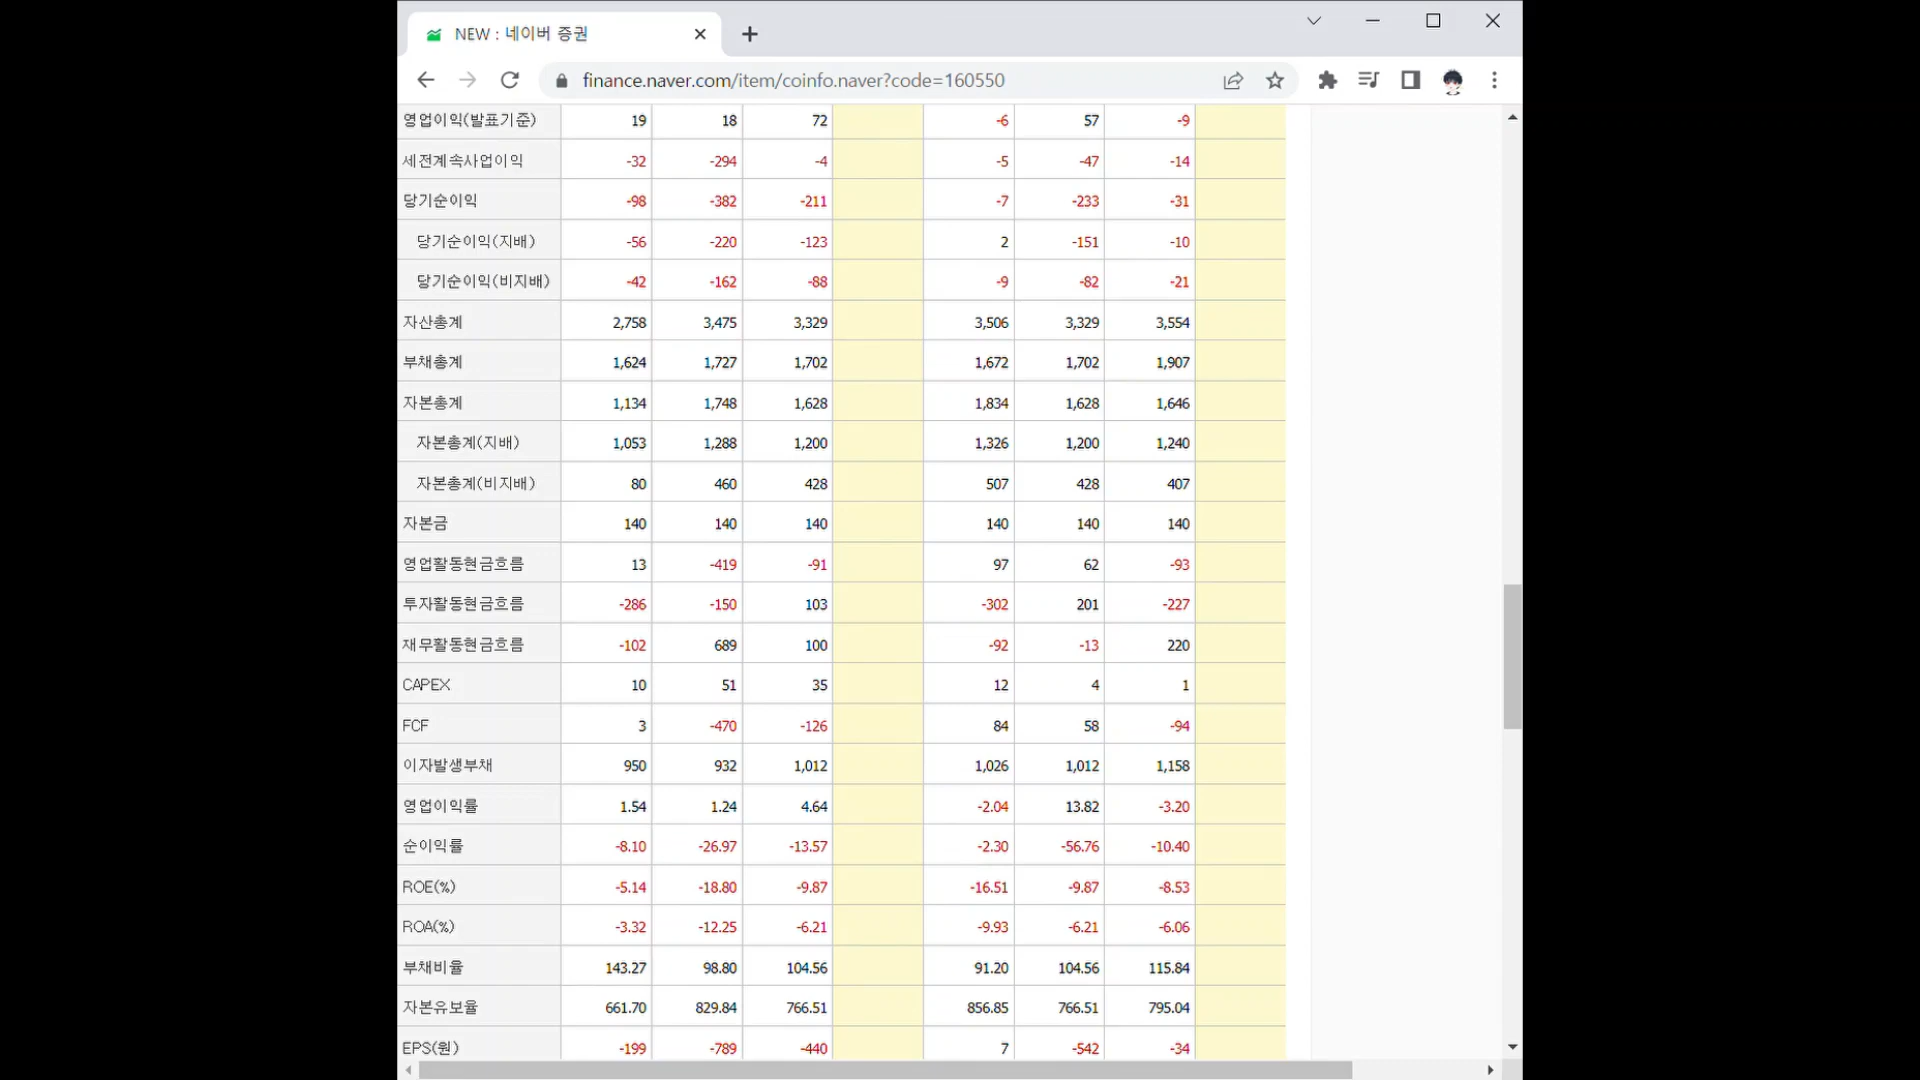 NEW : 네이버 증권
finance.naver.com/item/coinfo.naver?code=160550
영업이익(발표기준) 19 18 72 -6 57 -9
세전계속사업이익 -32 -294 -4 -5 -47 -14
당기순이익 -98 -382 -211 -7 -233 -31
당기순이익(지배) -56 -220 -123 2 -151 -10
당기순이익(비지배) -42 -162 -88 -9 -82 -21
자산총계 2,758 3,475 3,329 3,506 3,329 3,554
부채총계 1,624 1,727 1,702 1,672 1,702 1,907
자본총계 1,134 1,748 1,628 1,834 1,628 1,646
자본총계(지배) 1,053 1,288 1,200 1,326 1,200 1,240
자본총계(비지배) 80 460 428 507 428 407
자본금 140 140 140 140 140 140
영업활동현금흐름 13 -419 -91 97 62 -93
투자활동현금흐름 -286 -150 103 -302 201 -227
재무활동현금흐름 -102 689 100 -92 -13 220
CAPEX 10 51 35 12 4 1
FCF 3 -470 -126 84 58 -94
이자발생부채 950 932 1,012 1,026 1,012 1,158
영업이익률 1.54 1.24 4.64 -2.04 13.82 -3.20
순이익률 -8.10 -26.97 -13.57 -2.30 -56.76 -10.40
ROE(%) -5.14 -18.80 -9.87 -16.51 -9.87 -8.53
ROA(%) -3.32 -12.25 -6.21 -9.93 -6.21 -6.06
부채비율 143.27 98.80 104.56 91.20 104.56 115.84
자본유보율 661.70 829.84 766.51 856.85 766.51 795.04
EPS(원) -199 -789 -440 7 -542 -34